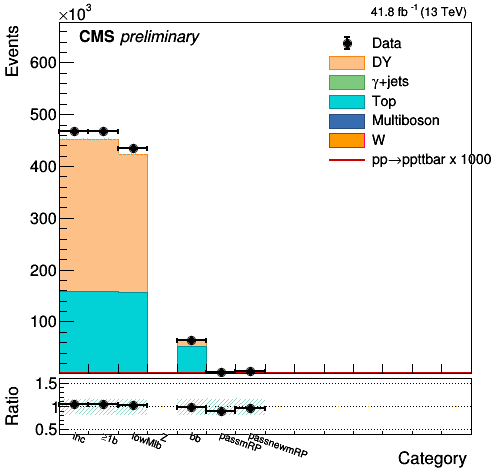 ×10³
41.8 fb⁻¹ (13 TeV)
Events
CMS preliminary
Data
DY
γ+jets
Top
Multiboson
W
pp→ppttbar x 1000
600
500
400
300
200
100
Ratio
1.5
1
0.5
inc
≥1b
lowMlb
Z
bb
passmRP
passnewmRP
Category